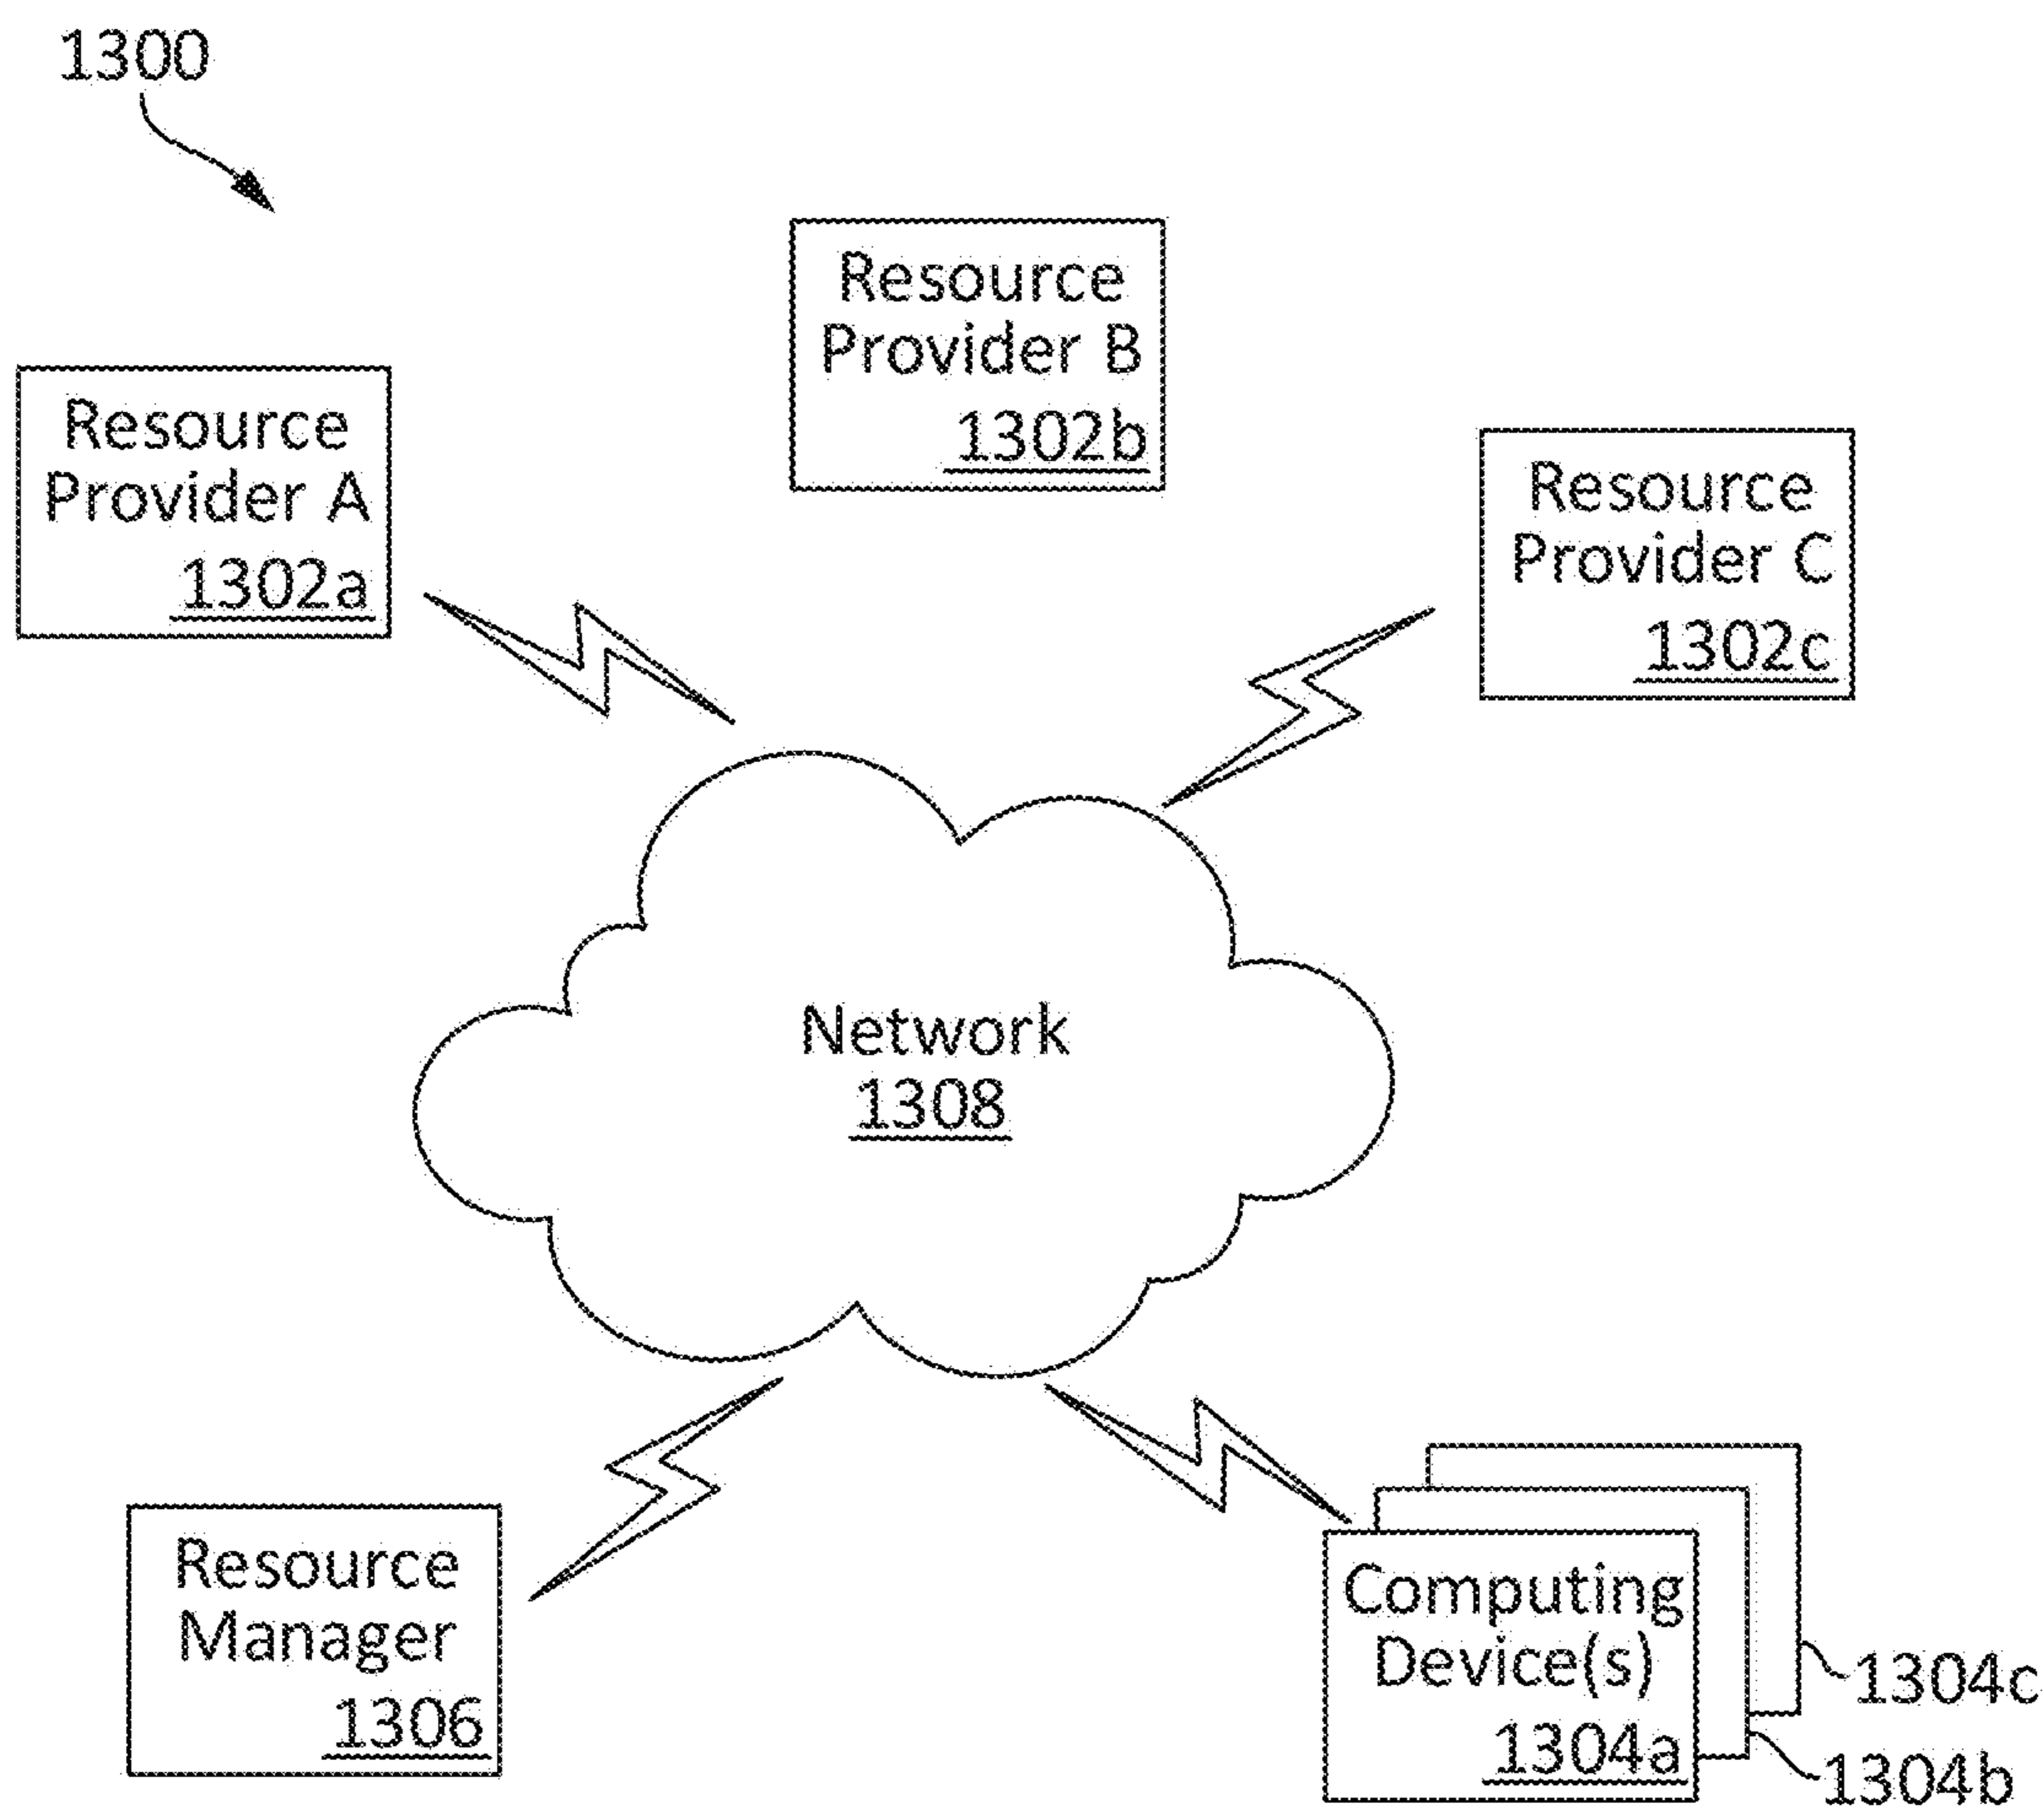 1300
Resource
Provider B
1302b
Resource
Provider A
1302a
Resource
Provider C
1302c
Network
1308
Resource
Manager
1306
Computing
Device(s)
1304a
1304c
1304b